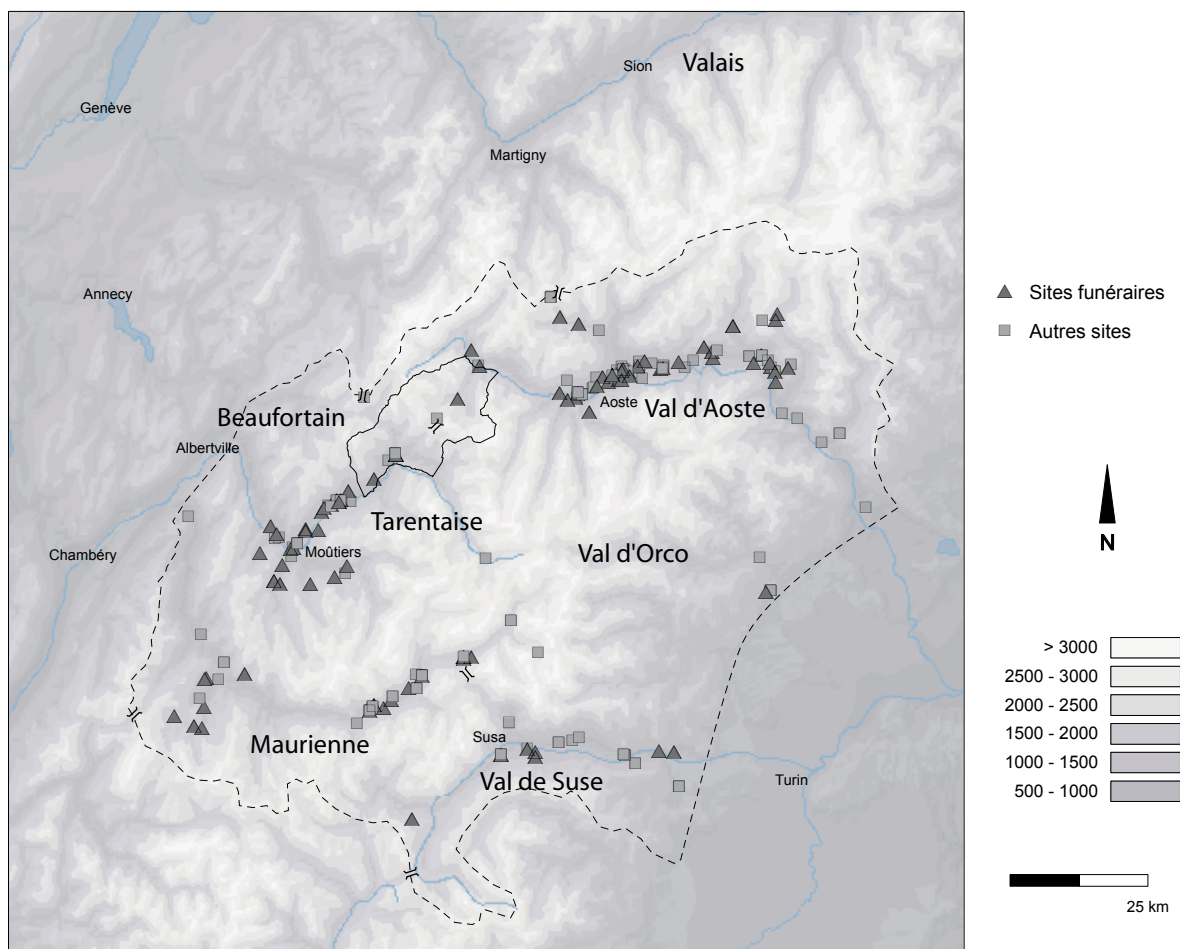 Valais
Sion
Genève
Martigny
Annecy
Aoste
Val d'Aoste
Beaufortain
Albertville
Tarentaise
Moûtiers
Chambéry
Val d'Orco
Maurienne
Susa
Val de Suse
Turin
Sites funéraires
Autres sites
N
> 3000
2500 - 3000
2000 - 2500
1500 - 2000
1000 - 1500
500 - 1000
25 km